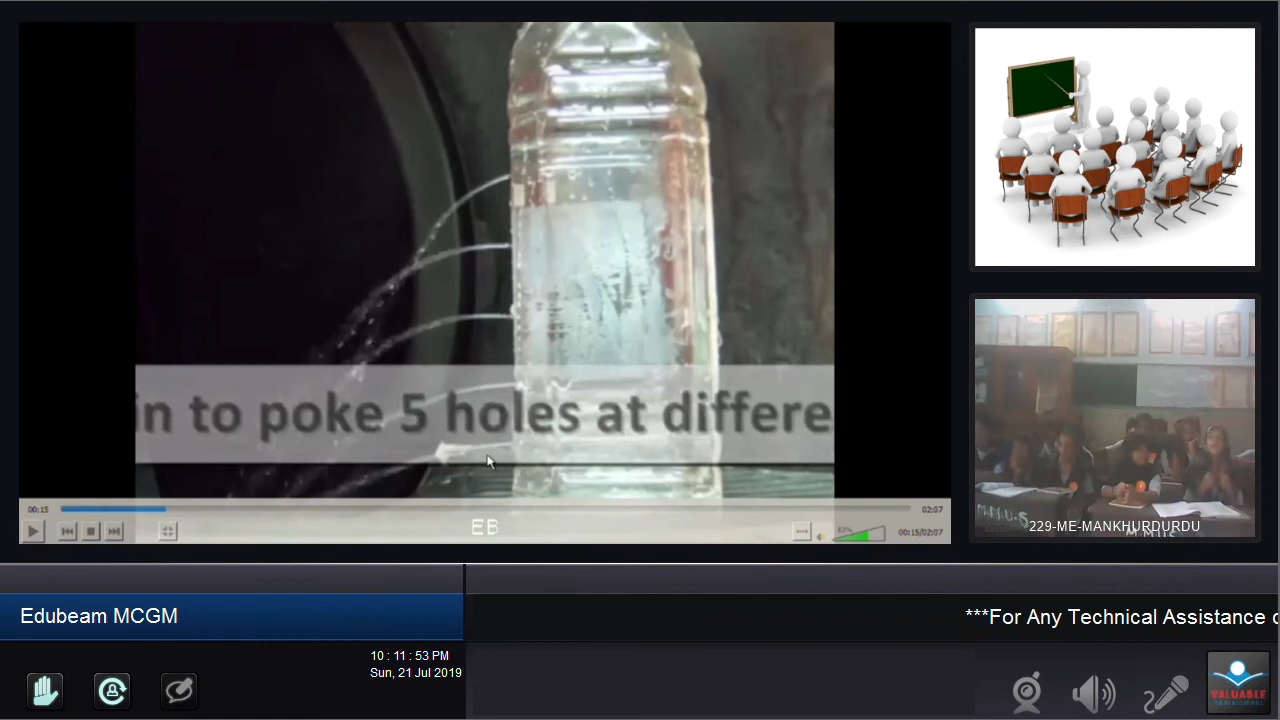 in to poke 5 holes at differe
00:15
02:07
EB
83%
00:15/02:07
229-ME-MANKHURDURDU
M.M.U.S
M.M.U.S
Edubeam MCGM
***For Any Technical Assistance
10 : 11 : 53 PM
Sun, 21 Jul 2019
VALUABLE